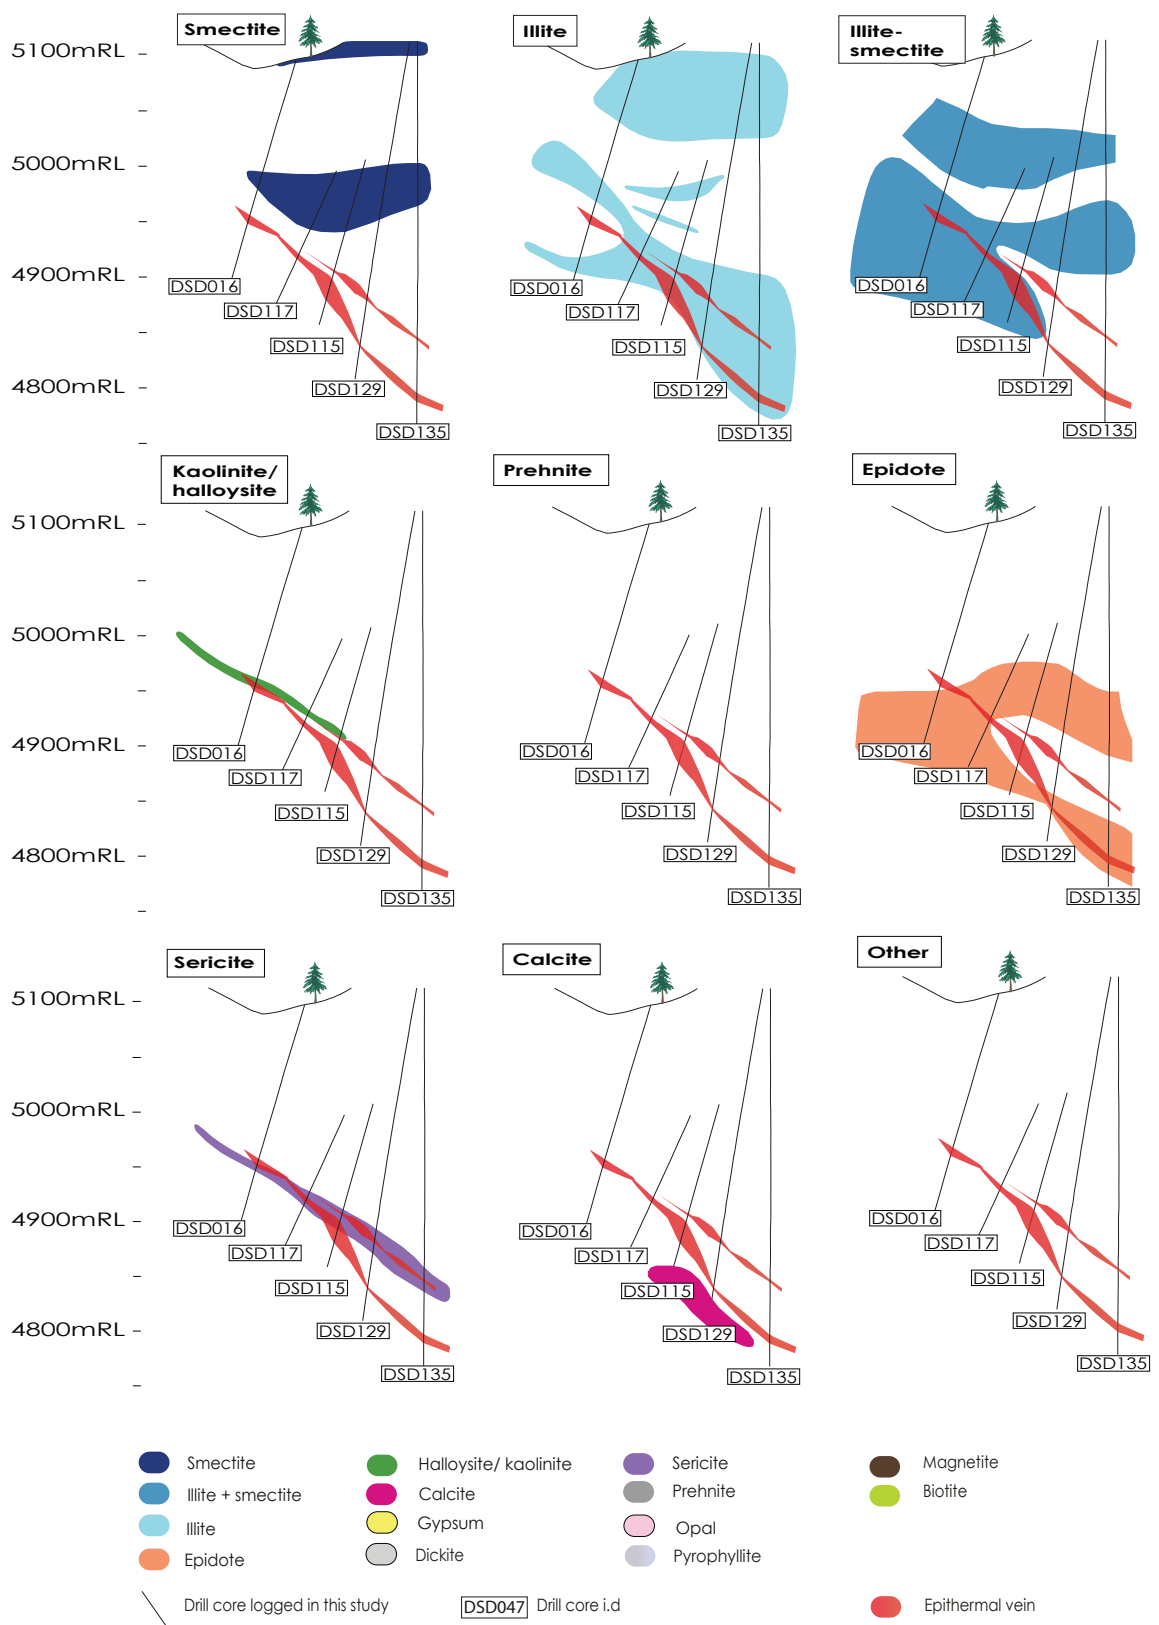 Smectite
Illite
Illite-
smectite
5100mRL
5000mRL
4900mRL
4800mRL
DSD016
DSD117
DSD115
DSD129
DSD135
DSD016
DSD117
DSD115
DSD129
DSD135
DSD016
DSD117
DSD115
DSD129
DSD135
Kaolinite/
halloysite
Prehnite
Epidote
5100mRL
5000mRL
4900mRL
4800mRL
DSD016
DSD117
DSD115
DSD129
DSD135
DSD016
DSD117
DSD115
DSD129
DSD135
DSD016
DSD117
DSD115
DSD129
DSD135
Sericite
Calcite
Other
5100mRL
5000mRL
4900mRL
4800mRL
DSD016
DSD117
DSD115
DSD129
DSD135
DSD016
DSD117
DSD115
DSD129
DSD135
DSD016
DSD117
DSD115
DSD129
DSD135
Smectite
Illite + smectite
Illite
Epidote
Halloysite/ kaolinite
Calcite
Gypsum
Dickite
Sericite
Prehnite
Opal
Pyrophyllite
Magnetite
Biotite
Drill core logged in this study
DSD047 Drill core i.d
Epithermal vein